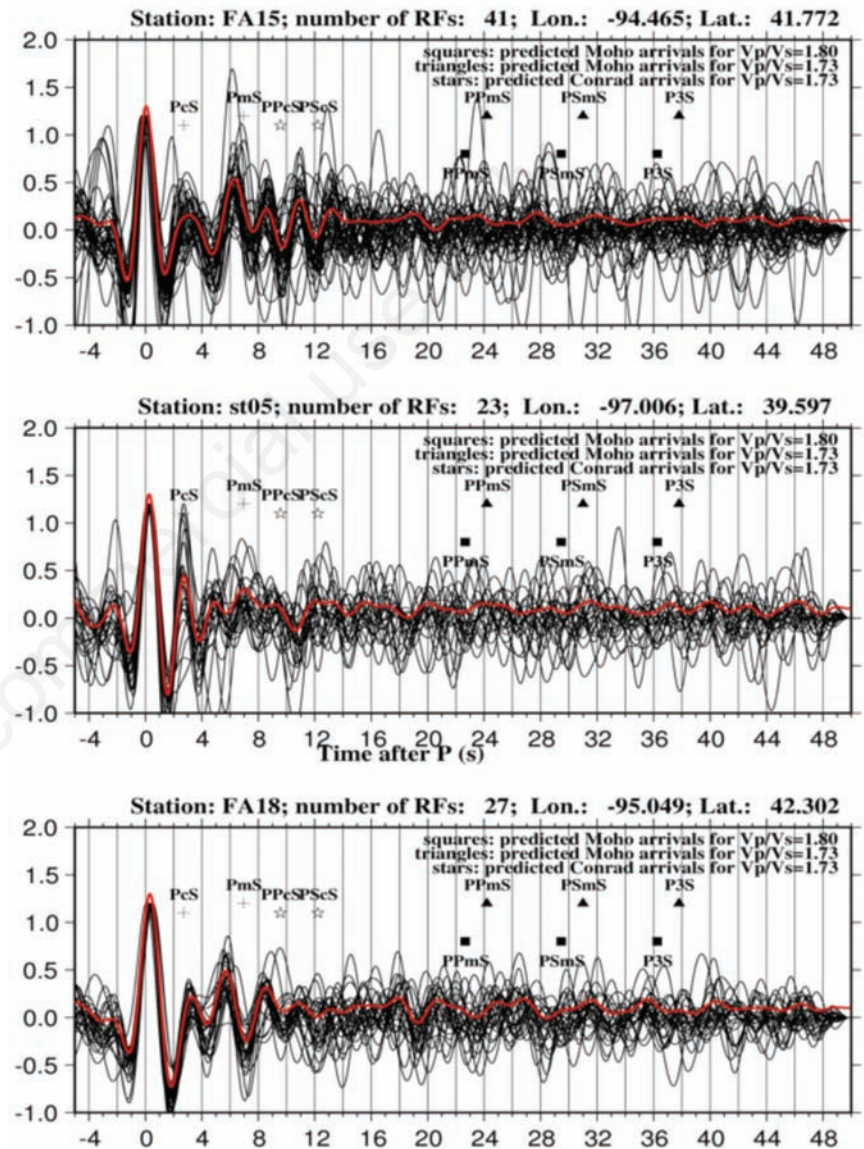 Station: FA15; number of RFs: 41; Lon.: -94.465; Lat.: 41.772
2.0
squares: predicted Moho arrivals for Vp/Vs=1.80
triangles: predicted Moho arrivals for Vp/Vs=1.73
stars: predicted Conrad arrivals for Vp/Vs=1.73
1.5
PcS PmS PPcS PScS PPmS PSmS P3S
1.0
PPmS PSmS P3S
0.5
0.0
-0.5
-1.0
-4 0 4 8 12 16 20 24 28 32 36 40 44 48
Station: st05; number of RFs: 23; Lon.: -97.006; Lat.: 39.597
2.0
squares: predicted Moho arrivals for Vp/Vs=1.80
triangles: predicted Moho arrivals for Vp/Vs=1.73
stars: predicted Conrad arrivals for Vp/Vs=1.73
1.5
PcS PmS PPcS PScS PPmS PSmS P3S
1.0
PPmS PSmS P3S
0.5
0.0
-0.5
-1.0
-4 0 4 8 12 16 20 24 28 32 36 40 44 48
Time after P (s)
Station: FA18; number of RFs: 27; Lon.: -95.049; Lat.: 42.302
2.0
squares: predicted Moho arrivals for Vp/Vs=1.80
triangles: predicted Moho arrivals for Vp/Vs=1.73
stars: predicted Conrad arrivals for Vp/Vs=1.73
1.5
PcS PmS PPcS PScS PPmS PSmS P3S
1.0
PPmS PSmS P3S
0.5
0.0
-0.5
-1.0
-4 0 4 8 12 16 20 24 28 32 36 40 44 48
commercial use